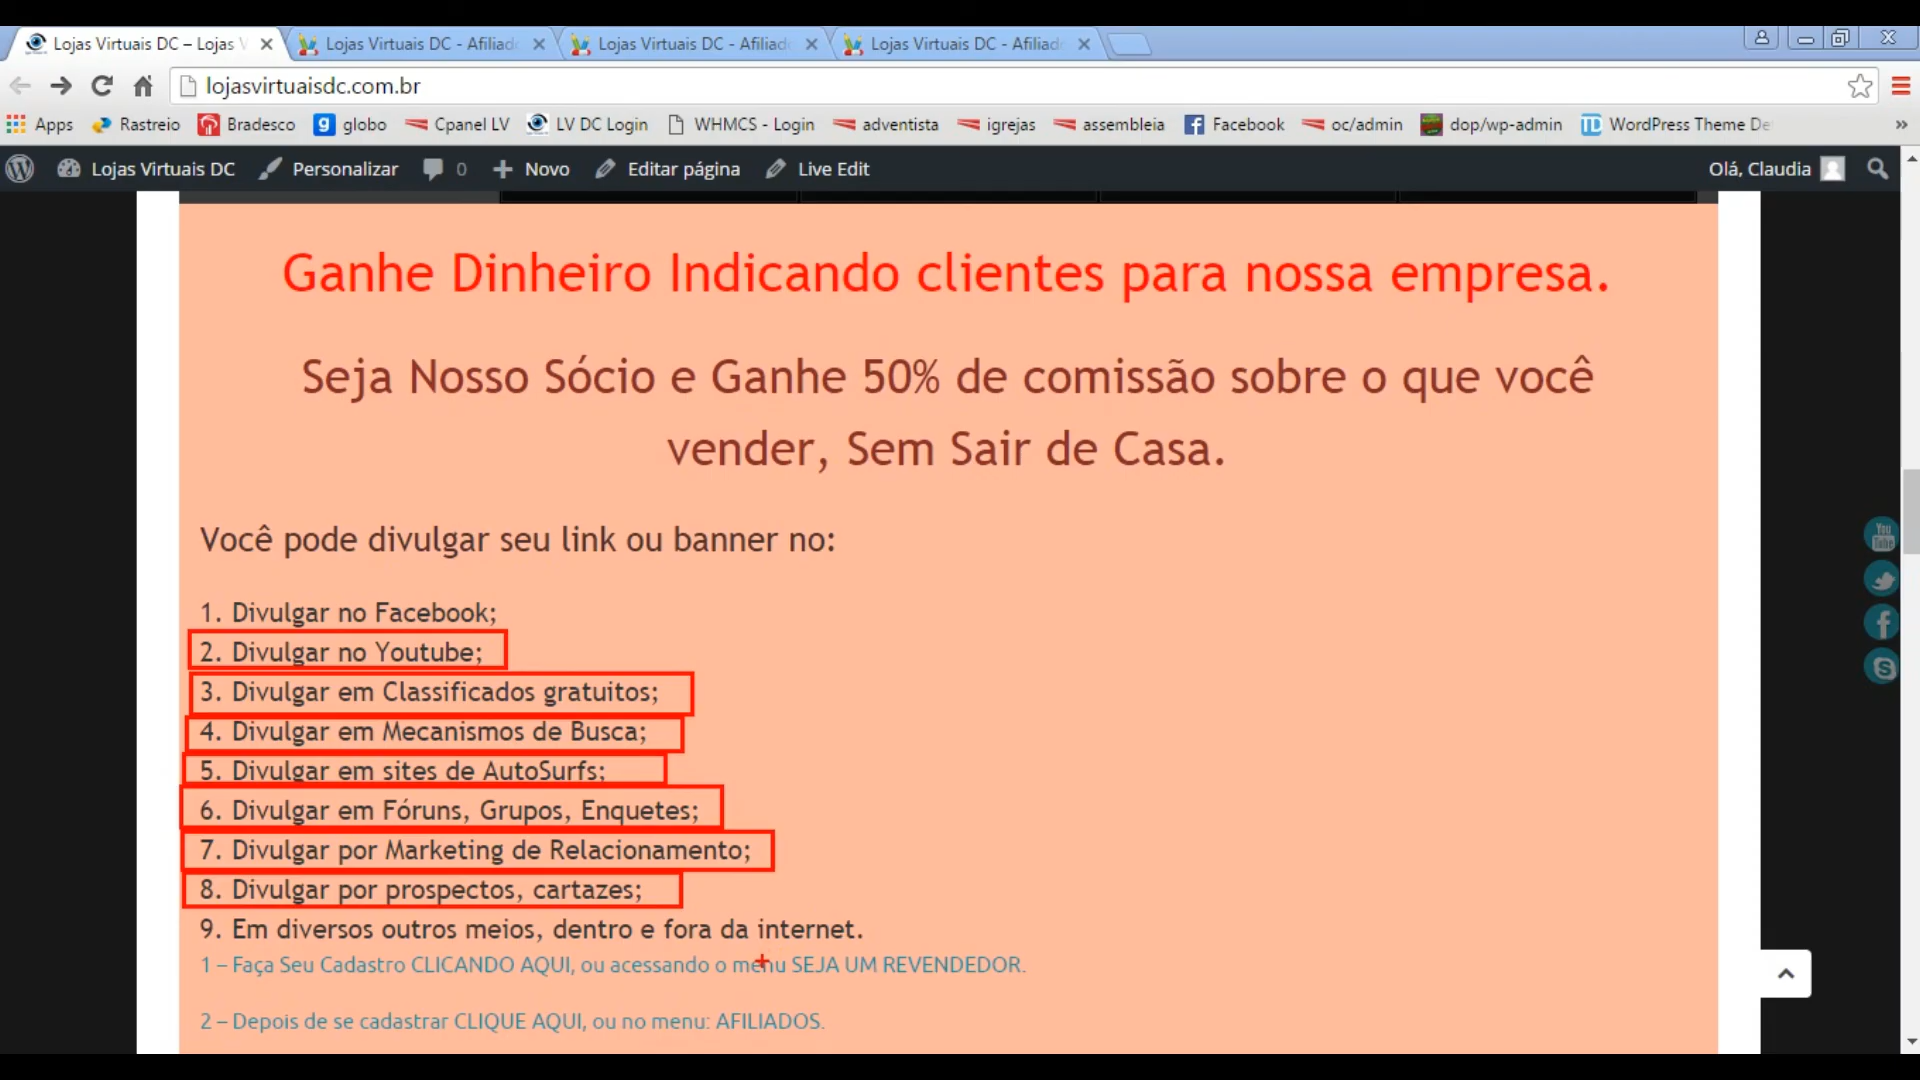 Lojas Virtuais DC – Lojas V
Lojas Virtuais DC - Afiliad
Lojas Virtuais DC - Afiliad
Lojas Virtuais DC - Afiliad
lojasvirtuaisdc.com.br
Apps Rastreio Bradesco globo Cpanel LV LV DC Login WHMCS - Login adventista igrejas assembleia Facebook oc/admin dop/wp-admin WordPress Theme De
Lojas Virtuais DC Personalizar 0 Novo Editar página Live Edit Olá, Claudia
Ganhe Dinheiro Indicando clientes para nossa empresa.
Seja Nosso Sócio e Ganhe 50% de comissão sobre o que você
vender, Sem Sair de Casa.
Você pode divulgar seu link ou banner no:
1. Divulgar no Facebook;
2. Divulgar no Youtube;
3. Divulgar em Classificados gratuitos;
4. Divulgar em Mecanismos de Busca;
5. Divulgar em sites de AutoSurfs;
6. Divulgar em Fóruns, Grupos, Enquetes;
7. Divulgar por Marketing de Relacionamento;
8. Divulgar por prospectos, cartazes;
9. Em diversos outros meios, dentro e fora da internet.
1 – Faça Seu Cadastro CLICANDO AQUI, ou acessando o menu SEJA UM REVENDEDOR.
2 – Depois de se cadastrar CLIQUE AQUI, ou no menu: AFILIADOS.
You
Tube